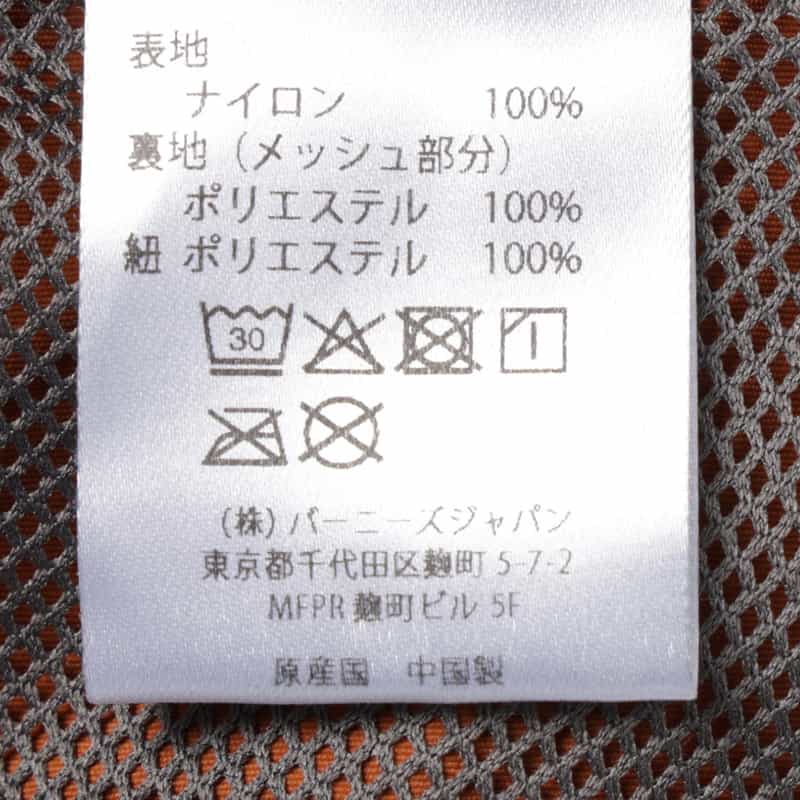 表地
ナイロン 100%
裏地（メッシュ部分）
ポリエステル 100%
紐 ポリエステル 100%
30
（株）バーニーズジャパン
東京都千代田区麹町 5-7-2
MFPR 麹町ビル 5F
原産国 中国製